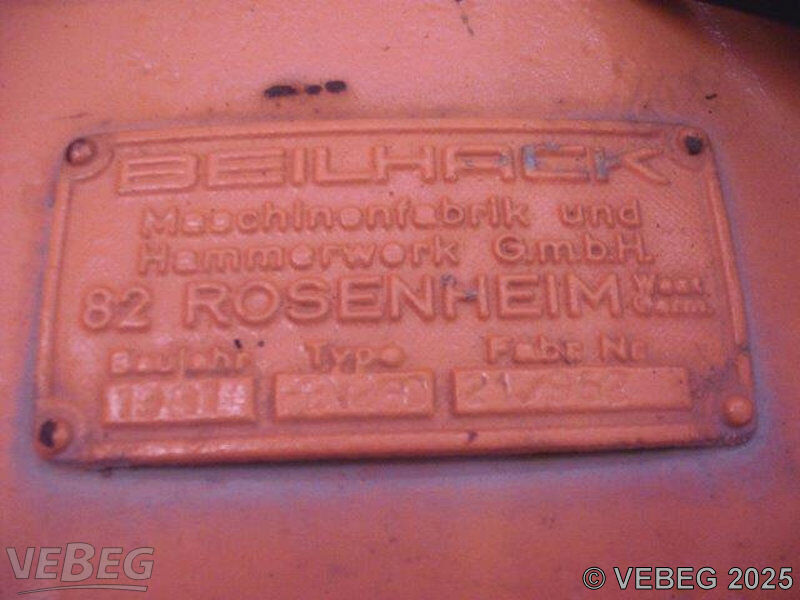 BEILHACK
Maschinenfabrik und
Hammerwerk G.m.b.H.
82 ROSENHEIM West Germ.
Baujahr Type Fabr. Nr.
VEBEG
© VEBEG 2025